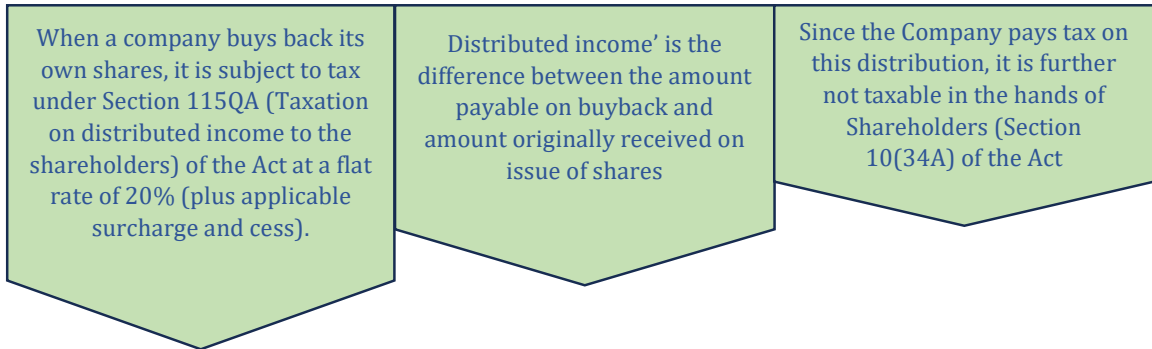 When a company buys back its
own shares, it is subject to tax
under Section 115QA (Taxation
on distributed income to the
shareholders) of the Act at a flat
rate of 20% (plus applicable
surcharge and cess).
Distributed income’ is the
difference between the amount
payable on buyback and
amount originally received on
issue of shares
Since the Company pays tax on
this distribution, it is further
not taxable in the hands of
Shareholders (Section
10(34A) of the Act